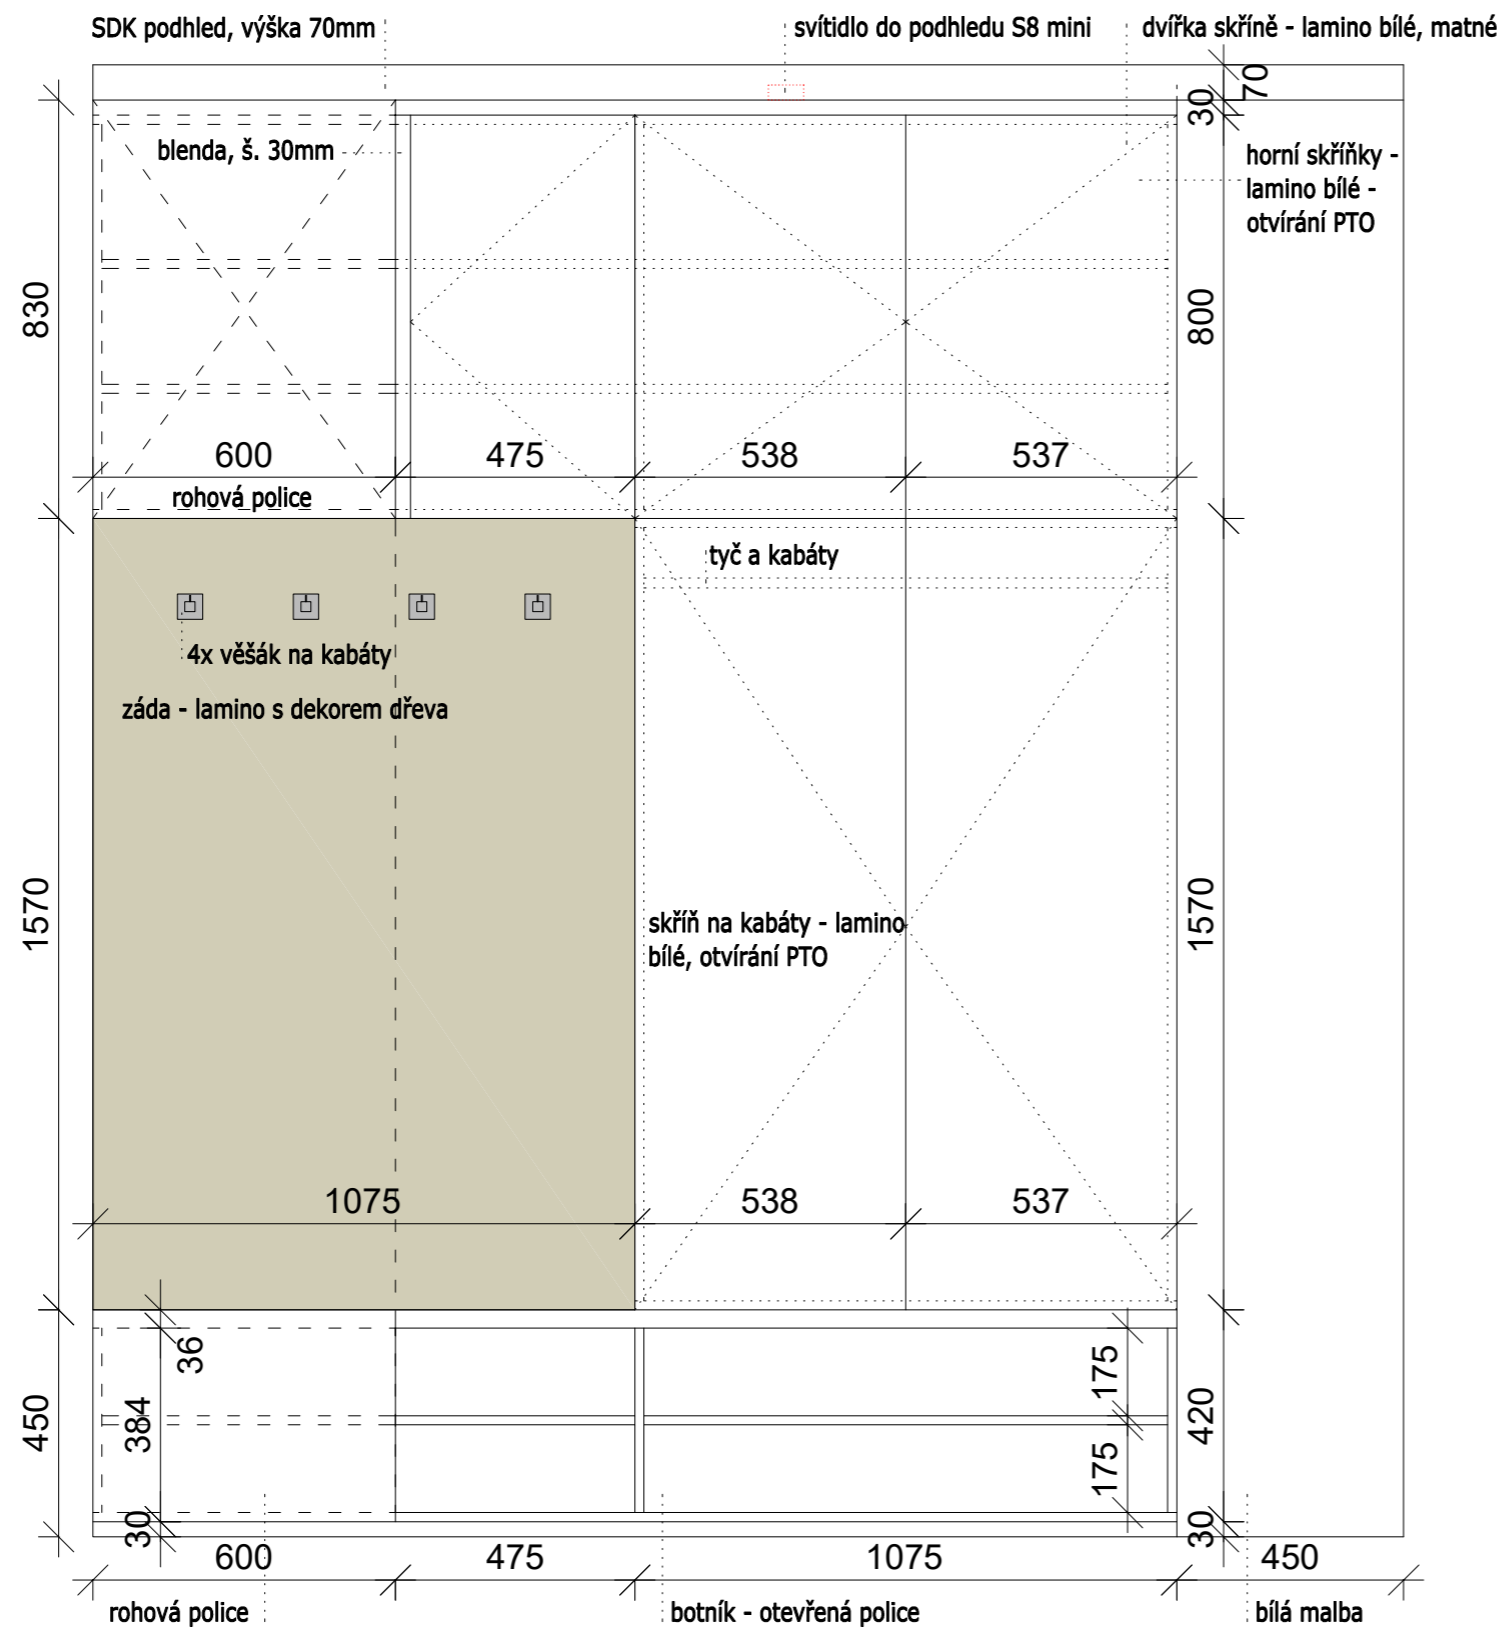 SDK podhled, výška 70mm
svítidlo do podhledu S8 mini
dvířka skříně - lamino bílé, matné
70
30
blenda, š. 30mm
horní skříňky -
lamino bílé -
otvírání PTO
830
800
600
475
538
537
rohová police
tyč a kabáty
4x věšák na kabáty
záda - lamino s dekorem dřeva
1570
skříň na kabáty - lamino
bílé, otvírání PTO
1570
1075
538
537
36
175
450
384
420
175
30
30
600
475
1075
450
rohová police
botník - otevřená police
bílá malba